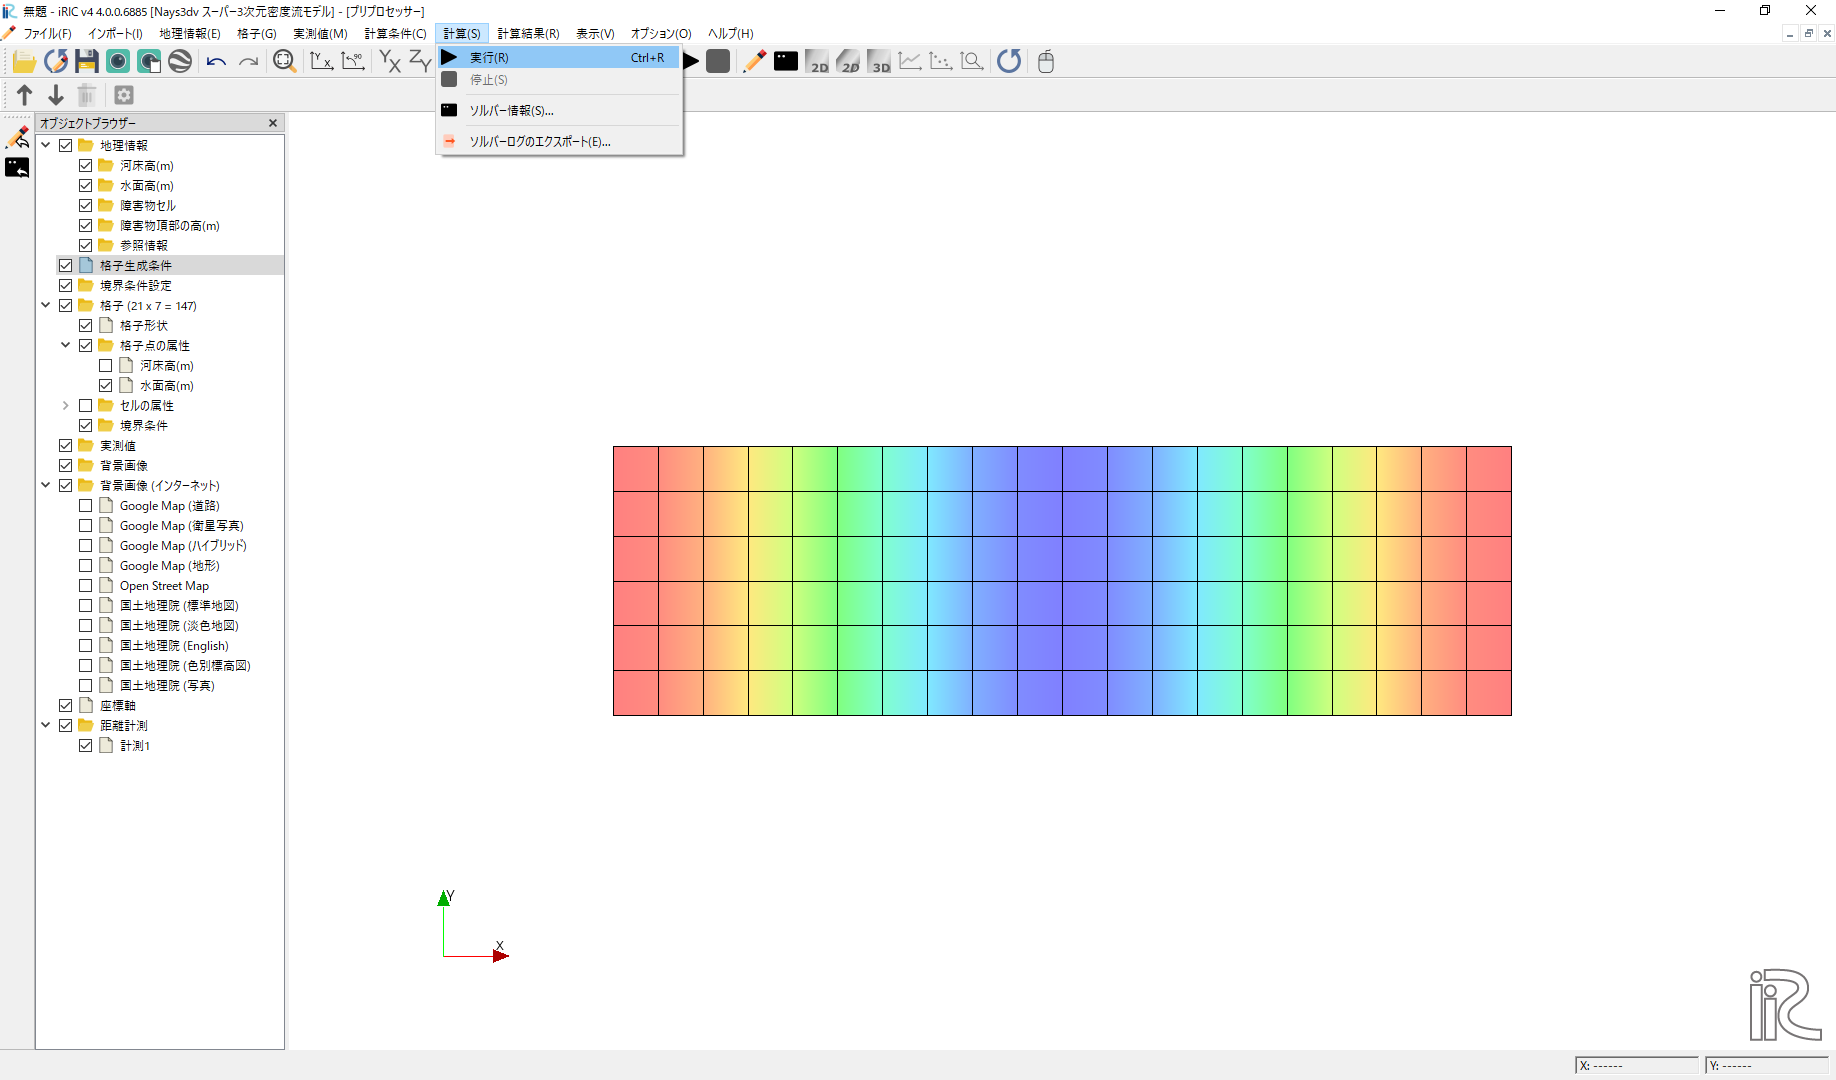 無題 - iRIC v4 4.0.0.6885 [Nays3dv スーパー3次元密度流モデル] - [プリプロセッサー]
ファイル(F) インポート(I) 地理情報(E) 格子(G) 実測値(M) 計算条件(C) 計算(S) 計算結果(R) 表示(V) オプション(O) ヘルプ(H)
実行(R) Ctrl+R
停止(S)
ソルバー情報(S)...
ソルバーログのエクスポート(E)...
Y X -90 Y X Z Y 2D 2D 3D
オブジェクトブラウザー
地理情報
河床高(m)
水面高(m)
障害物セル
障害物頂部の高(m)
参照情報
格子生成条件
境界条件設定
格子 (21 x 7 = 147)
格子形状
格子点の属性
河床高(m)
水面高(m)
セルの属性
境界条件
実測値
背景画像
背景画像 (インターネット)
Google Map (道路)
Google Map (衛星写真)
Google Map (ハイブリッド)
Google Map (地形)
Open Street Map
国土地理院 (標準地図)
国土地理院 (淡色地図)
国土地理院 (English)
国土地理院 (色別標高図)
国土地理院 (写真)
座標軸
距離計測
計測1
Y
X
iRIC
X: ------ Y: ------